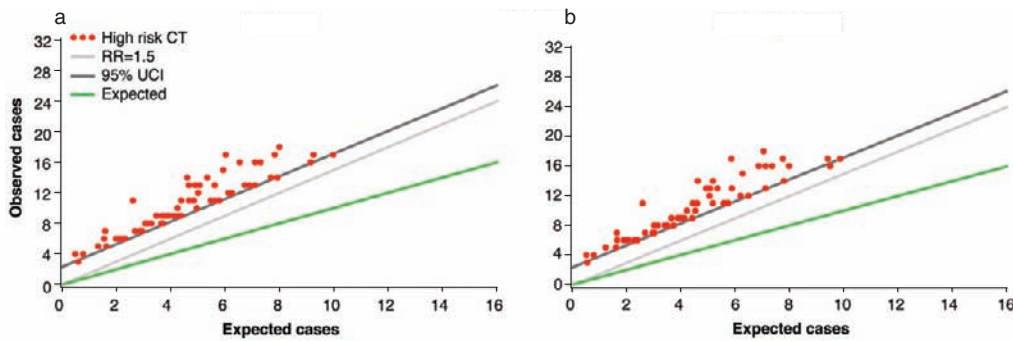 a
32
28
24
20
16
12
8
4
0
Observed cases
High risk CT
RR=1.5
95% UCI
Expected
0 2 4 6 8 10 12 14 16
Expected cases
b
32
28
24
20
16
12
8
4
0
0 2 4 6 8 10 12 14 16
Expected cases